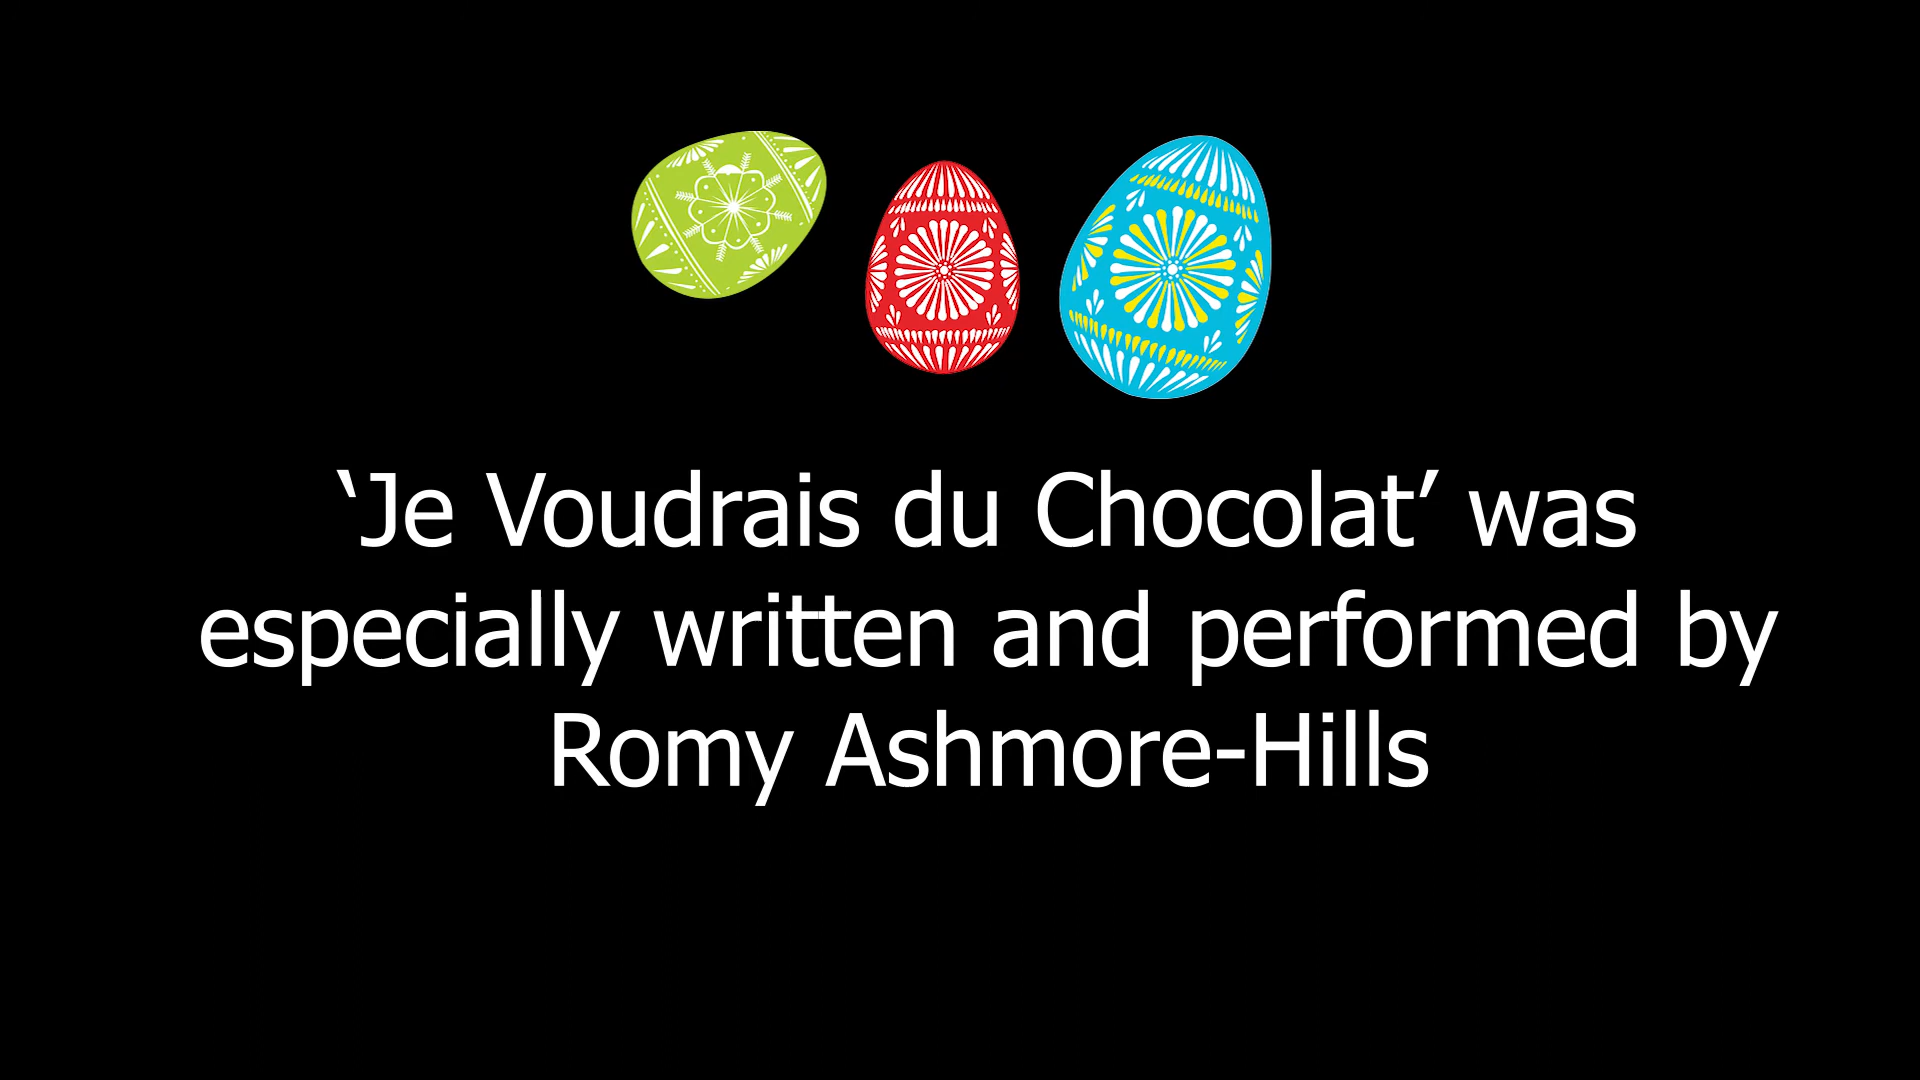 ‘Je Voudrais du Chocolat’ was
especially written and performed by
Romy Ashmore-Hills